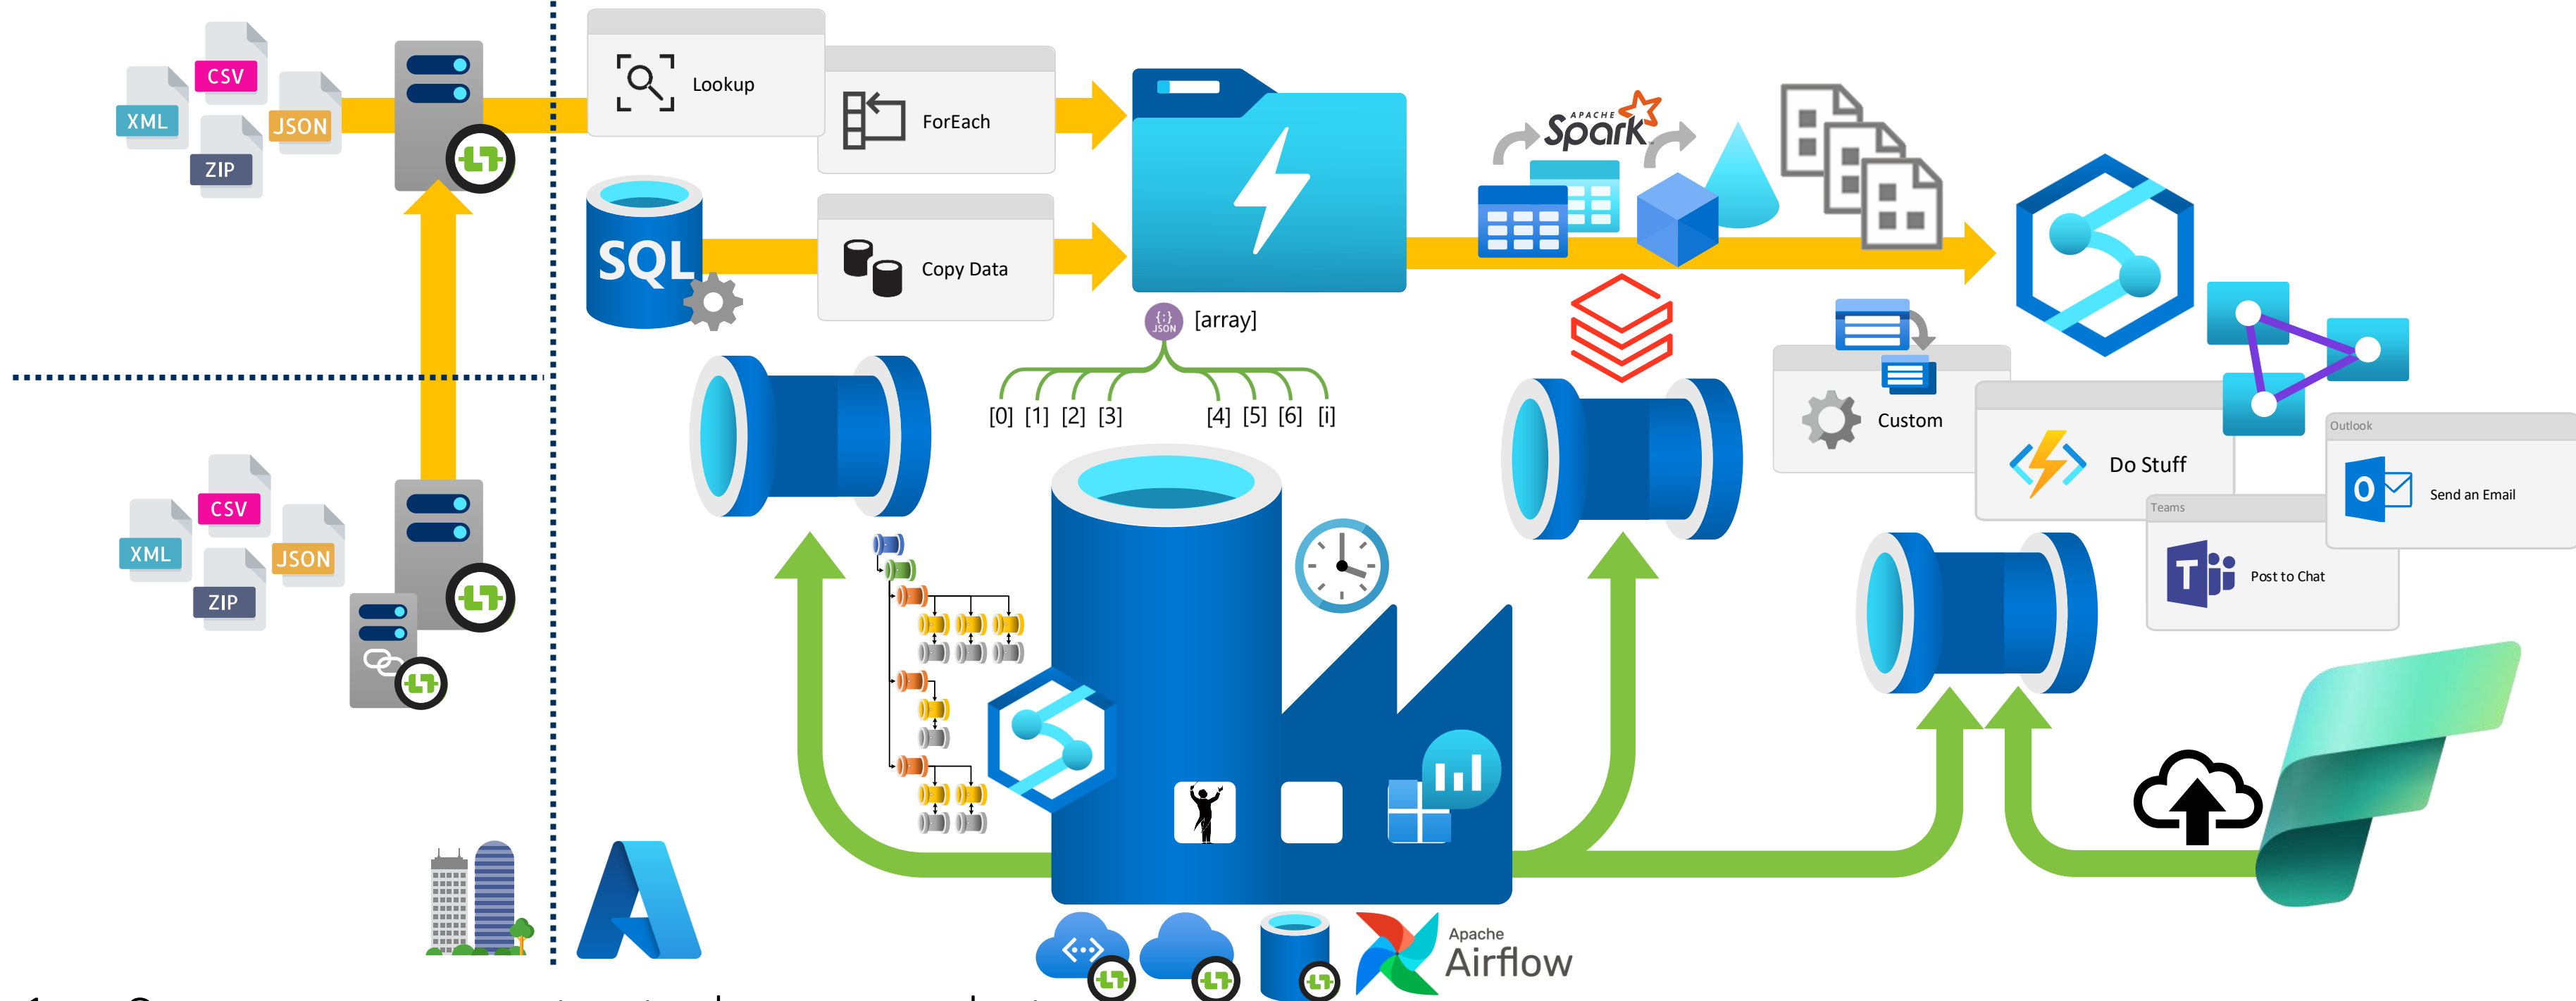 CSV
XML
JSON
ZIP
Lookup
ForEach
SQL
Copy Data
{;}
JSON
[array]
[0] [1] [2] [3] [4] [5] [6] [i]
APACHE
Spark
Custom
Do Stuff
Outlook
Send an Email
Teams
Post to Chat
CSV
XML
JSON
ZIP
Apache
Airflow